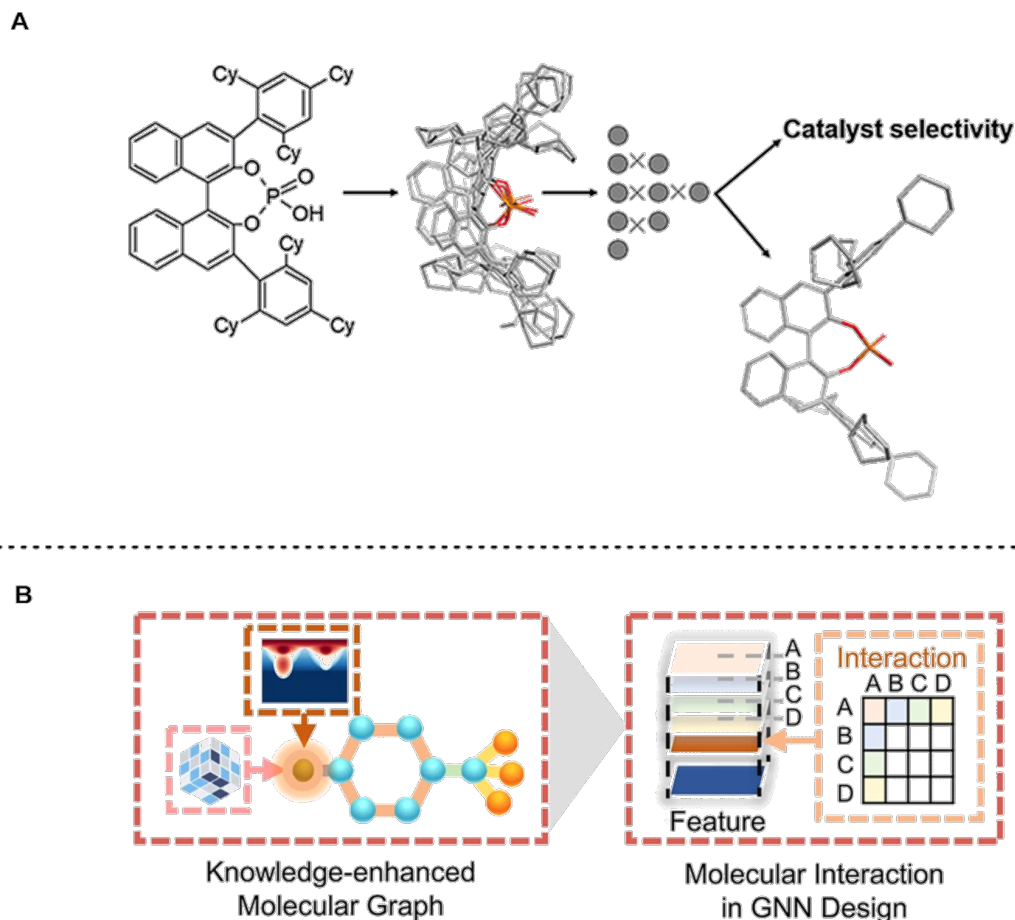 A
Cy
Cy
Cy
O
O
P
OH
O
Cy
Cy
Cy
Catalyst selectivity
B
Knowledge-enhanced
Molecular Graph
A
B
C
D
Feature
Interaction
A B C D
A
B
C
D
Molecular Interaction
in GNN Design